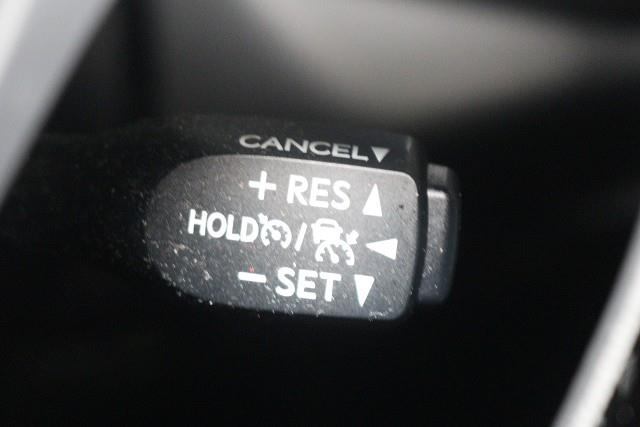 CANCEL▼
+ RES ▲
HOLD / ◀
− SET ▼